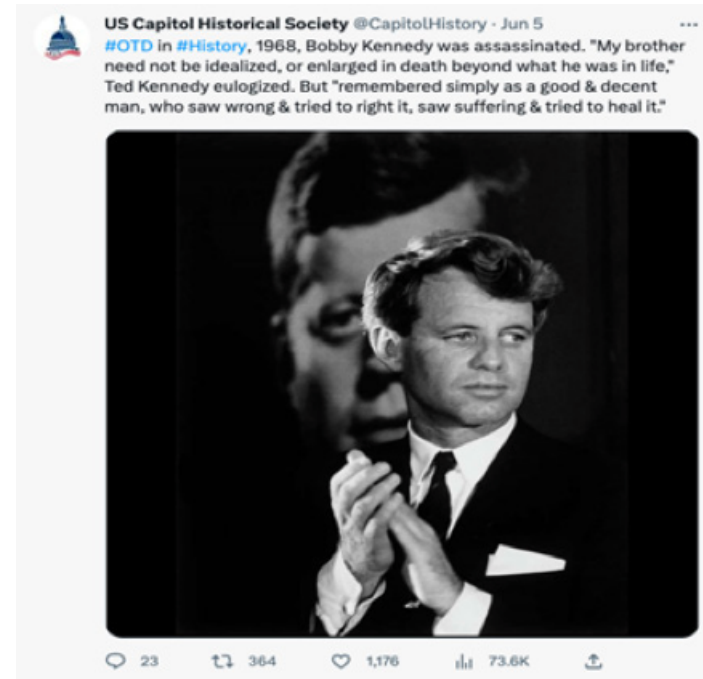 US Capitol Historical Society @CapitolHistory · Jun 5
#OTD in #History, 1968, Bobby Kennedy was assassinated. "My brother
need not be idealized, or enlarged in death beyond what he was in life,"
Ted Kennedy eulogized. But "remembered simply as a good & decent
man, who saw wrong & tried to right it, saw suffering & tried to heal it."
23 364 1,176 73.6K